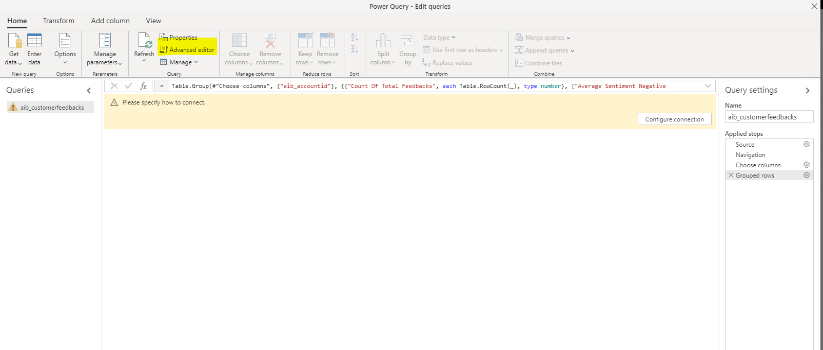 Power Query - Edit queries
Home Transform Add column View
Get data
Enter data
Options
Manage parameters
Refresh
Properties
Advanced editor
Manage
Choose columns
Remove columns
Keep rows
Remove rows
Split column
Group by
Data type
Use first row as headers
Replace values
Merge queries
Append queries
Combine files
New query Options Parameters Query Manage columns Reduce rows Sort Transform Combine
Queries
aib_customerfeedbacks
fx = Table.Group(#"Choose columns", {"aib_accountid"}, {{"Count Of Total Feedbacks", each Table.RowCount(_), type number}, {"Average Sentiment Negative
Please specify how to connect.
Configure connection
Query settings
Name
aib_customerfeedbacks
Applied steps
Source
Navigation
Choose columns
Grouped rows